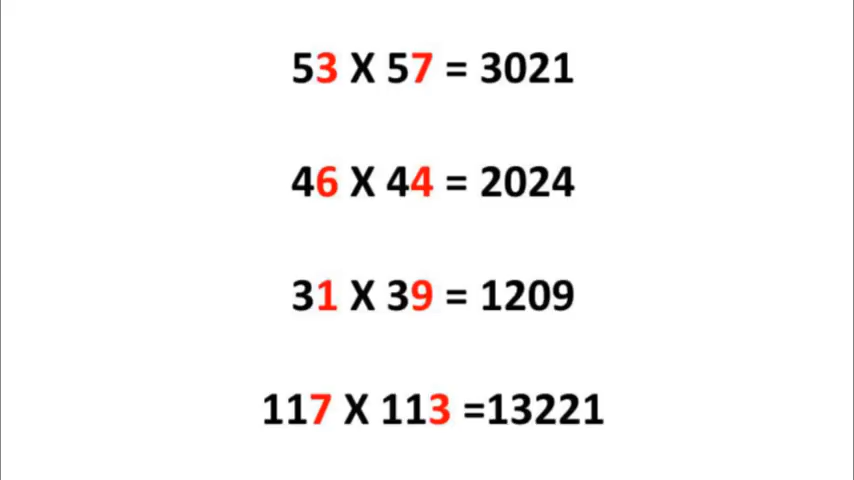 53 X 57 = 3021
46 X 44 = 2024
31 X 39 = 1209
117 X 113 =13221